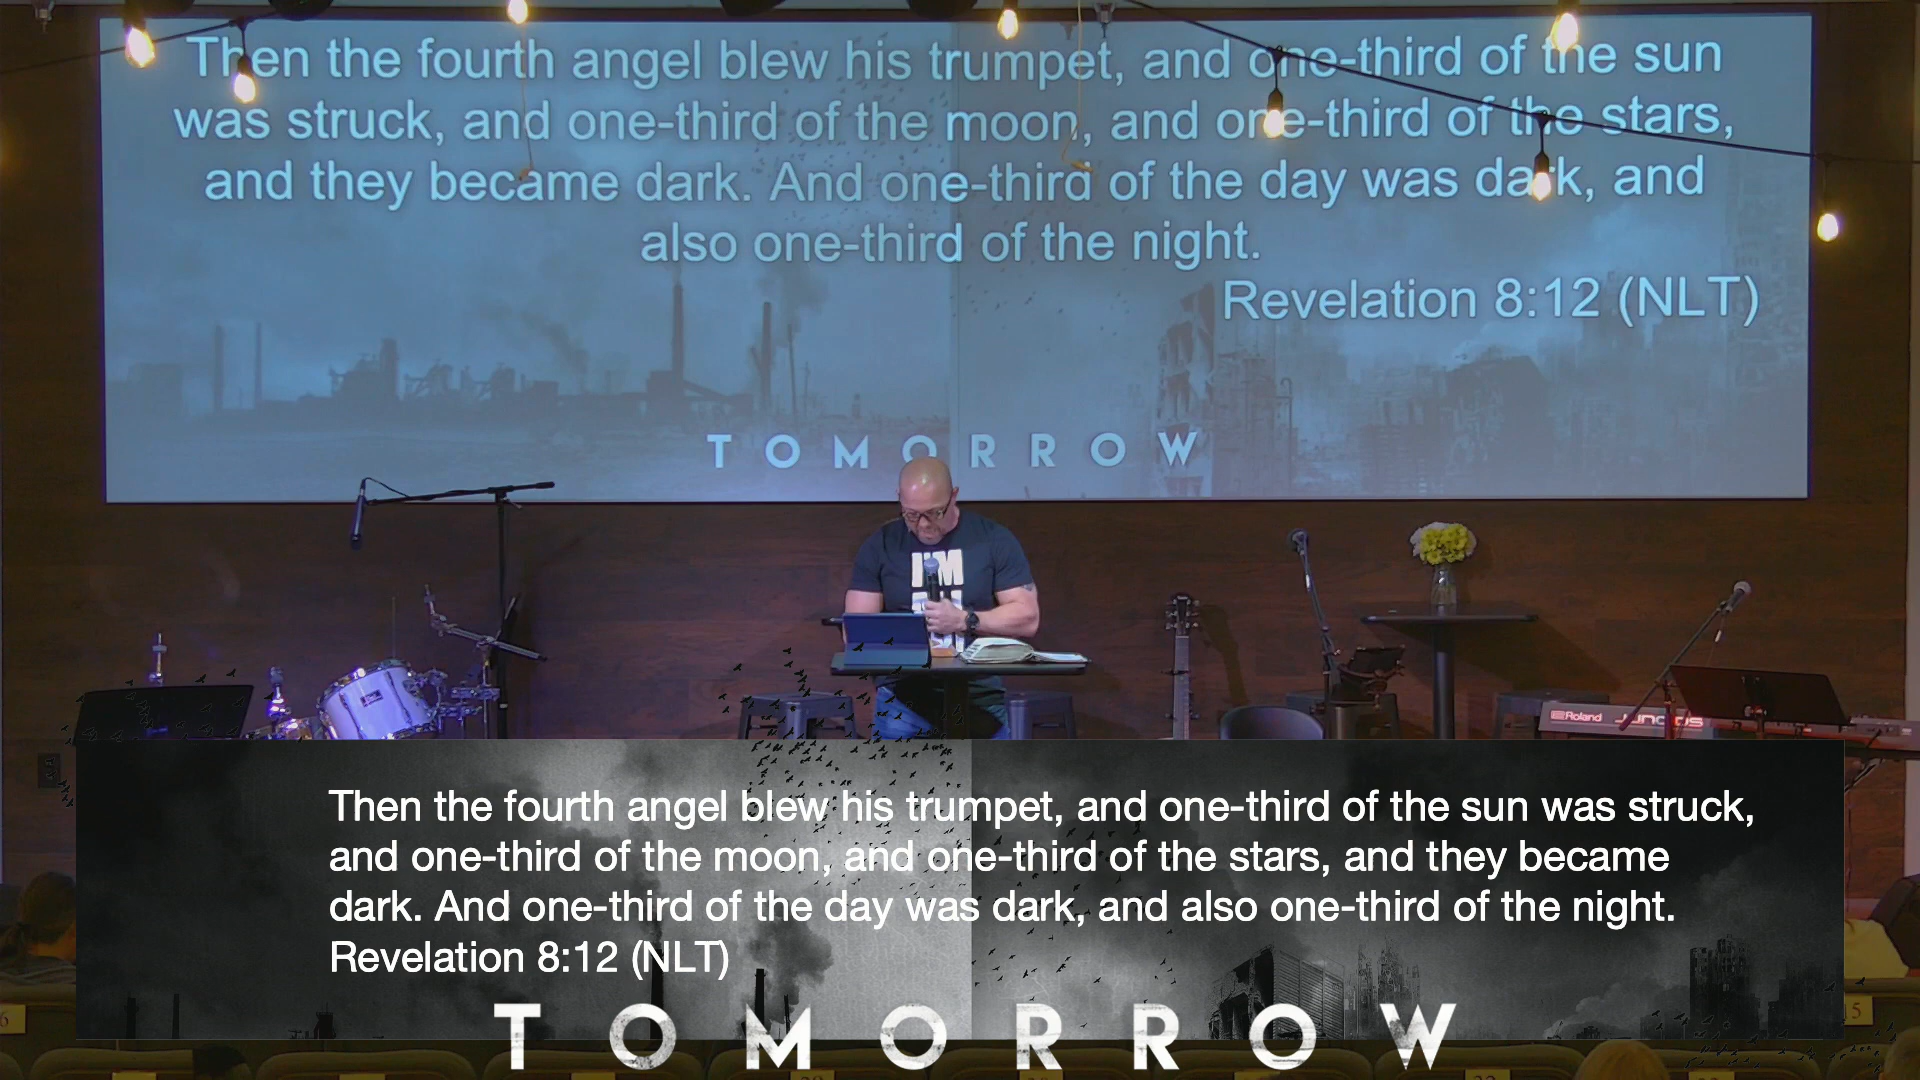 Then the fourth angel blew his trumpet, and one-third of the sun
was struck, and one-third of the moon, and one-third of the stars,
and they became dark. And one-third of the day was dark, and
also one-third of the night.
Revelation 8:12 (NLT)
TOMORROW
I'M
Roland JUNO-DS
Then the fourth angel blew his trumpet, and one-third of the sun was struck,
and one-third of the moon, and one-third of the stars, and they became
dark. And one-third of the day was dark, and also one-third of the night.
Revelation 8:12 (NLT)
TOMORROW